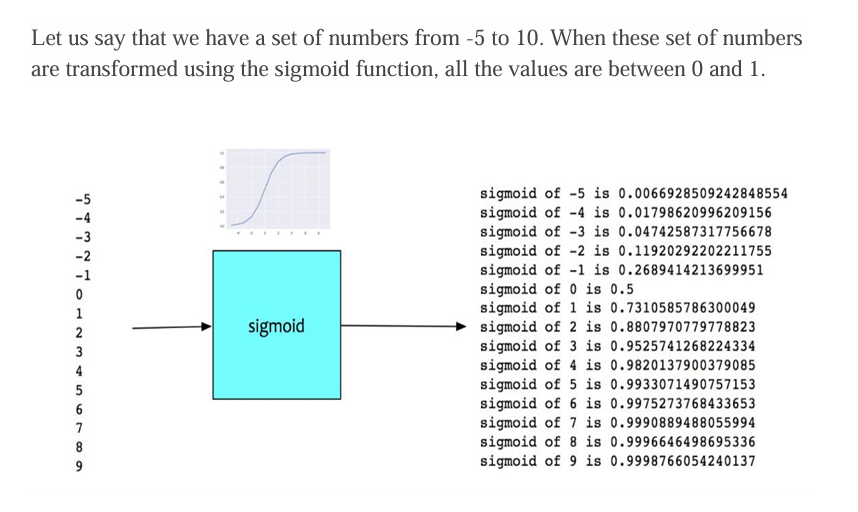 Let us say that we have a set of numbers from -5 to 10. When these set of numbers
are transformed using the sigmoid function, all the values are between 0 and 1.
-5
-4
-3
-2
-1
0
1
2
3
4
5
6
7
8
9
sigmoid
sigmoid of -5 is 0.0066928509242848554
sigmoid of -4 is 0.01798620996209156
sigmoid of -3 is 0.04742587317756678
sigmoid of -2 is 0.11920292202211755
sigmoid of -1 is 0.2689414213699951
sigmoid of 0 is 0.5
sigmoid of 1 is 0.7310585786300049
sigmoid of 2 is 0.8807970779778823
sigmoid of 3 is 0.9525741268224334
sigmoid of 4 is 0.9820137900379085
sigmoid of 5 is 0.9933071490757153
sigmoid of 6 is 0.9975273768433653
sigmoid of 7 is 0.9990889488055994
sigmoid of 8 is 0.9996646498695336
sigmoid of 9 is 0.9998766054240137